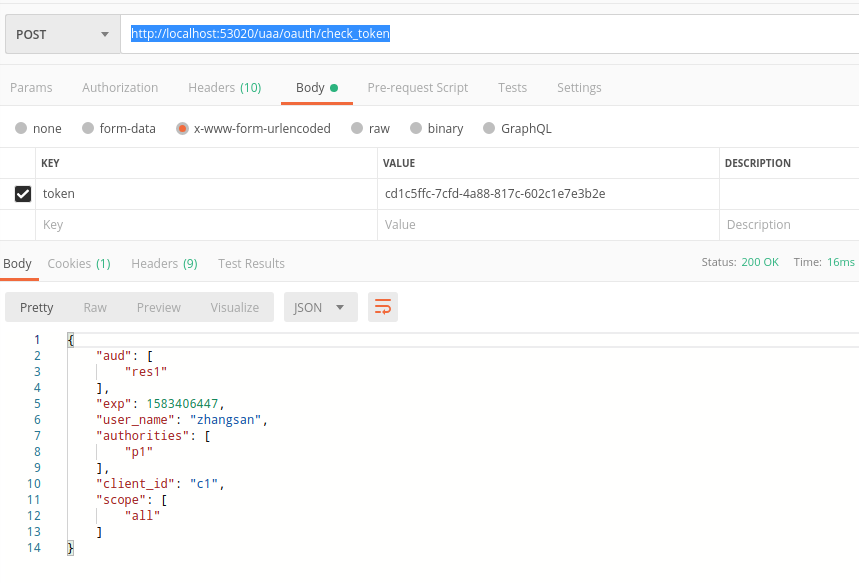 POST http://localhost:53020/uaa/oauth/check_token
Params Authorization Headers (10) Body Pre-request Script Tests Settings
none form-data x-www-form-urlencoded raw binary GraphQL
KEY VALUE DESCRIPTION
token cd1c5ffc-7cfd-4a88-817c-602c1e7e3b2e
Key Value Description
Body Cookies (1) Headers (9) Test Results Status: 200 OK Time: 16ms
Pretty Raw Preview Visualize JSON
1 {
2 "aud": [
3 "res1"
4 ],
5 "exp": 1583406447,
6 "user_name": "zhangsan",
7 "authorities": [
8 "p1"
9 ],
10 "client_id": "c1",
11 "scope": [
12 "all"
13 ]
14 }